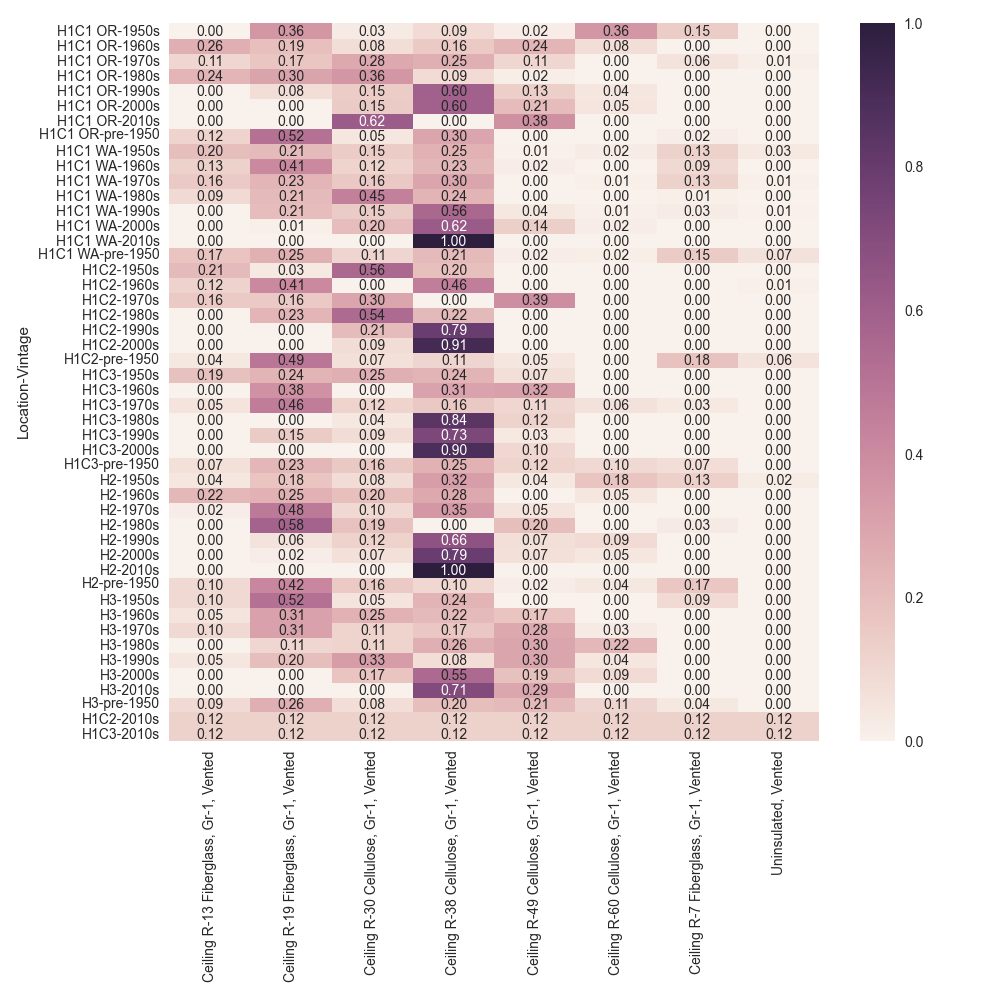 H1C1 OR-1950s 0.00 0.36 0.03 0.09 0.02 0.36 0.15 0.00
H1C1 OR-1960s 0.26 0.19 0.08 0.16 0.24 0.08 0.00 0.00
H1C1 OR-1970s 0.11 0.17 0.28 0.25 0.11 0.00 0.06 0.01
H1C1 OR-1980s 0.24 0.30 0.36 0.09 0.02 0.00 0.00 0.00
H1C1 OR-1990s 0.00 0.08 0.15 0.60 0.13 0.04 0.00 0.00
H1C1 OR-2000s 0.00 0.00 0.15 0.60 0.21 0.05 0.00 0.00
H1C1 OR-2010s 0.00 0.00 0.62 0.00 0.38 0.00 0.00 0.00
H1C1 OR-pre-1950 0.12 0.52 0.05 0.30 0.00 0.00 0.02 0.00
H1C1 WA-1950s 0.20 0.21 0.15 0.25 0.01 0.02 0.13 0.03
H1C1 WA-1960s 0.13 0.41 0.12 0.23 0.02 0.00 0.09 0.00
H1C1 WA-1970s 0.16 0.23 0.16 0.30 0.00 0.01 0.13 0.01
H1C1 WA-1980s 0.09 0.21 0.45 0.24 0.00 0.00 0.01 0.00
H1C1 WA-1990s 0.00 0.21 0.15 0.56 0.04 0.01 0.03 0.01
H1C1 WA-2000s 0.00 0.01 0.20 0.62 0.14 0.02 0.00 0.00
H1C1 WA-2010s 0.00 0.00 0.00 1.00 0.00 0.00 0.00 0.00
H1C1 WA-pre-1950 0.17 0.25 0.11 0.21 0.02 0.02 0.15 0.07
H1C2-1950s 0.21 0.03 0.56 0.20 0.00 0.00 0.00 0.00
H1C2-1960s 0.12 0.41 0.00 0.46 0.00 0.00 0.00 0.01
H1C2-1970s 0.16 0.16 0.30 0.00 0.39 0.00 0.00 0.00
H1C2-1980s 0.00 0.23 0.54 0.22 0.00 0.00 0.00 0.00
H1C2-1990s 0.00 0.00 0.21 0.79 0.00 0.00 0.00 0.00
H1C2-2000s 0.00 0.00 0.09 0.91 0.00 0.00 0.00 0.00
H1C2-pre-1950 0.04 0.49 0.07 0.11 0.05 0.00 0.18 0.06
H1C3-1950s 0.19 0.24 0.25 0.24 0.07 0.00 0.00 0.00
H1C3-1960s 0.00 0.38 0.00 0.31 0.32 0.00 0.00 0.00
H1C3-1970s 0.05 0.46 0.12 0.16 0.11 0.06 0.03 0.00
H1C3-1980s 0.00 0.00 0.04 0.84 0.12 0.00 0.00 0.00
H1C3-1990s 0.00 0.15 0.09 0.73 0.03 0.00 0.00 0.00
H1C3-2000s 0.00 0.00 0.00 0.90 0.10 0.00 0.00 0.00
H1C3-pre-1950 0.07 0.23 0.16 0.25 0.12 0.10 0.07 0.00
H2-1950s 0.04 0.18 0.08 0.32 0.04 0.18 0.13 0.02
H2-1960s 0.22 0.25 0.20 0.28 0.00 0.05 0.00 0.00
H2-1970s 0.02 0.48 0.10 0.35 0.05 0.00 0.00 0.00
H2-1980s 0.00 0.58 0.19 0.00 0.20 0.00 0.03 0.00
H2-1990s 0.00 0.06 0.12 0.66 0.07 0.09 0.00 0.00
H2-2000s 0.00 0.02 0.07 0.79 0.07 0.05 0.00 0.00
H2-2010s 0.00 0.00 0.00 1.00 0.00 0.00 0.00 0.00
H2-pre-1950 0.10 0.42 0.16 0.10 0.02 0.04 0.17 0.00
H3-1950s 0.10 0.52 0.05 0.24 0.00 0.00 0.09 0.00
H3-1960s 0.05 0.31 0.25 0.22 0.17 0.00 0.00 0.00
H3-1970s 0.10 0.31 0.11 0.17 0.28 0.03 0.00 0.00
H3-1980s 0.00 0.11 0.11 0.26 0.30 0.22 0.00 0.00
H3-1990s 0.05 0.20 0.33 0.08 0.30 0.04 0.00 0.00
H3-2000s 0.00 0.00 0.17 0.55 0.19 0.09 0.00 0.00
H3-2010s 0.00 0.00 0.00 0.71 0.29 0.00 0.00 0.00
H3-pre-1950 0.09 0.26 0.08 0.20 0.21 0.11 0.04 0.00
H1C2-2010s 0.12 0.12 0.12 0.12 0.12 0.12 0.12 0.12
H1C3-2010s 0.12 0.12 0.12 0.12 0.12 0.12 0.12 0.12
Location-Vintage
Ceiling R-13 Fiberglass, Gr-1, Vented
Ceiling R-19 Fiberglass, Gr-1, Vented
Ceiling R-30 Cellulose, Gr-1, Vented
Ceiling R-38 Cellulose, Gr-1, Vented
Ceiling R-49 Cellulose, Gr-1, Vented
Ceiling R-60 Cellulose, Gr-1, Vented
Ceiling R-7 Fiberglass, Gr-1, Vented
Uninsulated, Vented
1.0
0.8
0.6
0.4
0.2
0.0